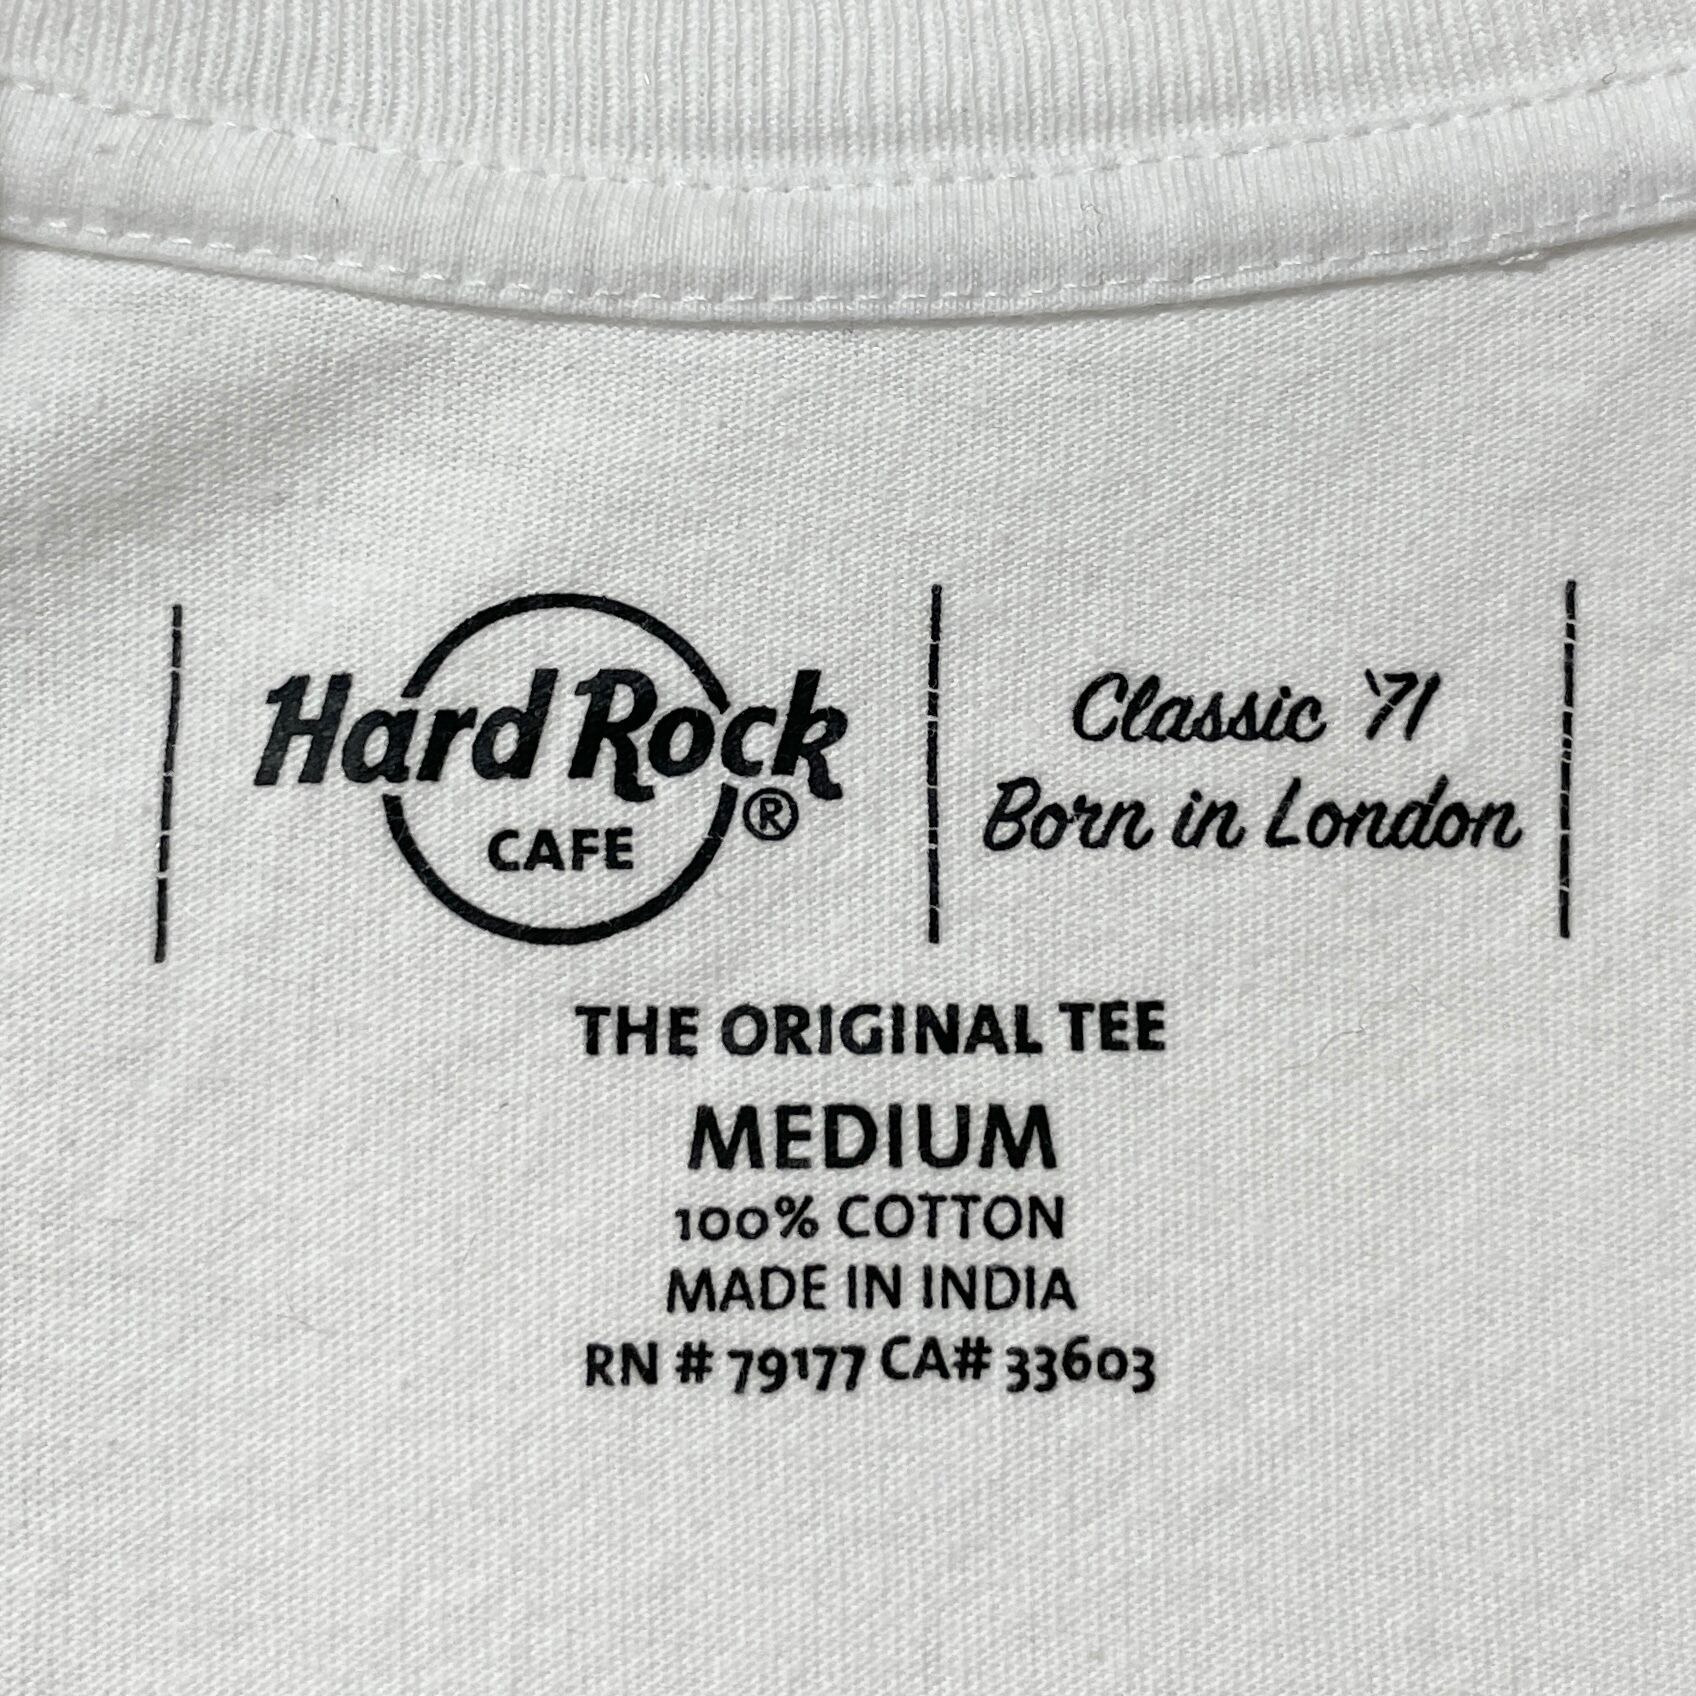 Hard Rock
CAFE
®
Classic '71
Born in London
THE ORIGINAL TEE
MEDIUM
100% COTTON
MADE IN INDIA
RN # 79177 CA# 33603